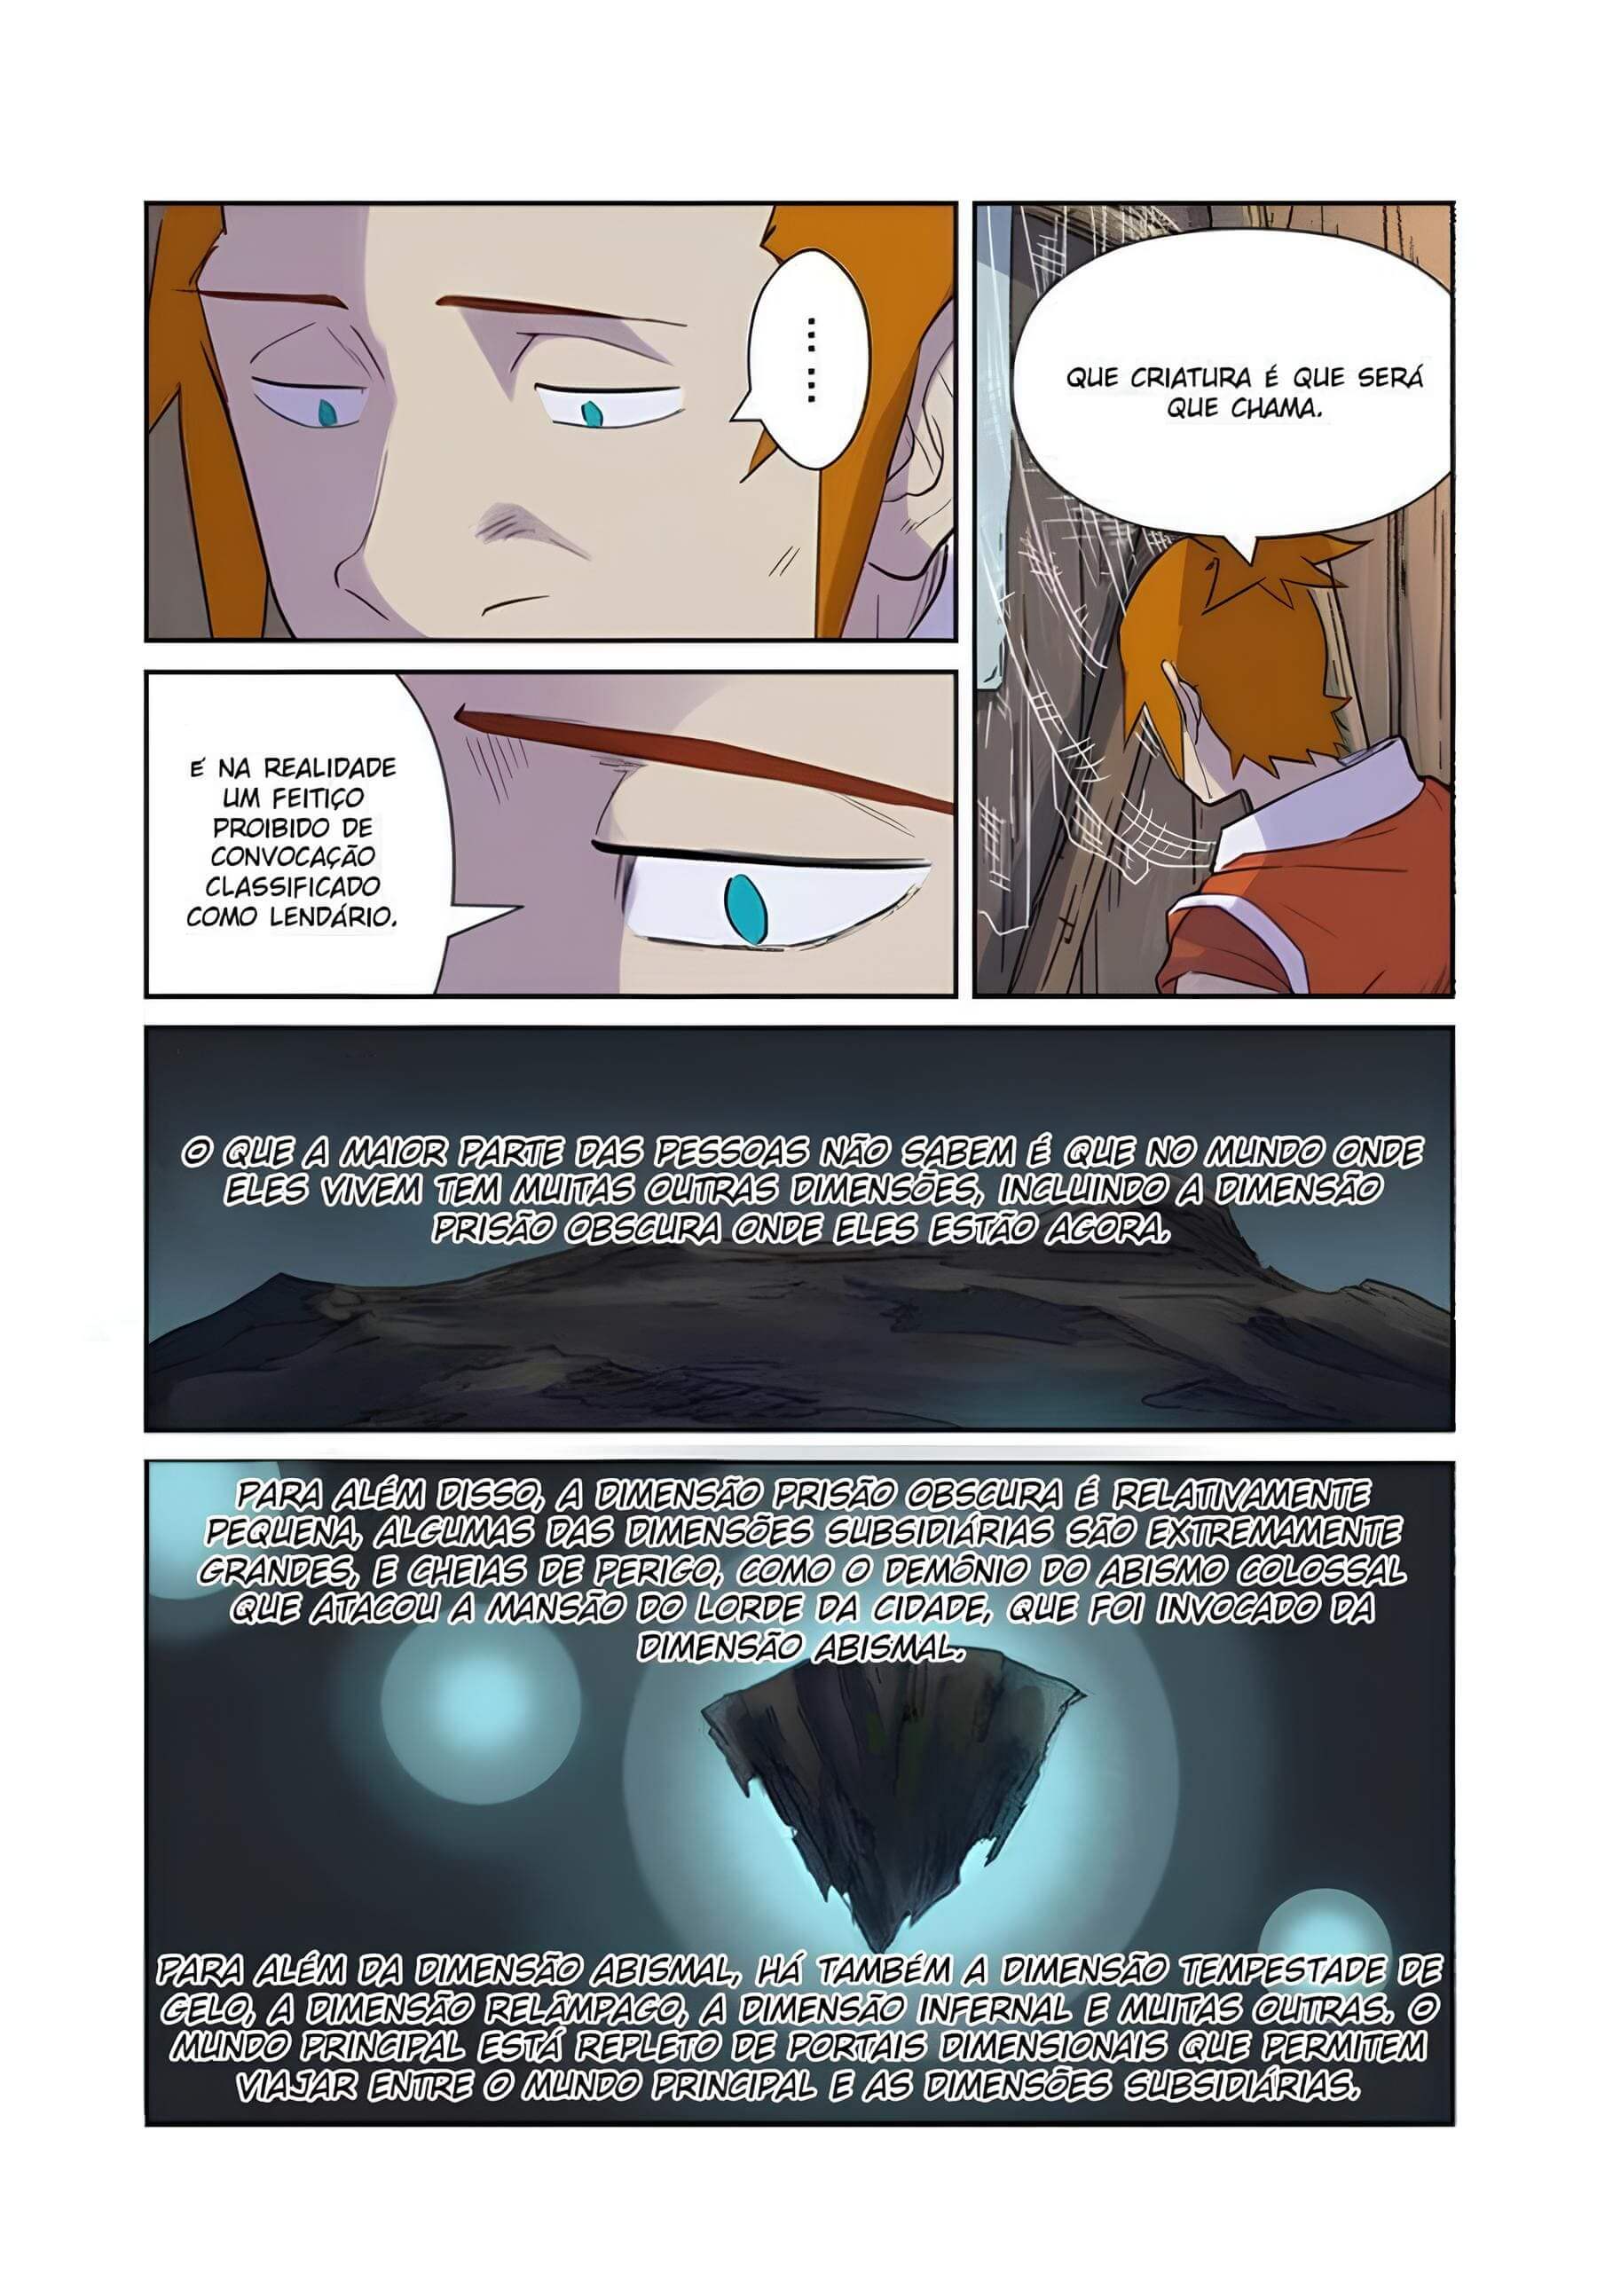 ......
É NA REALIDADE
UM FEITIÇO
PROIBIDO DE
CONVOCAÇÃO
CLASSIFICADO
COMO LENDÁRIO.
QUE CRIATURA É QUE SERÁ
QUE CHAMA.
O QUE A MAIOR PARTE DAS PESSOAS NÃO SABEM É QUE NO MUNDO ONDE
ELES VIVEM TEM MUITAS OUTRAS DIMENSÕES, INCLUINDO A DIMENSÃO
PRISÃO OBSCURA ONDE ELES ESTÃO AGORA.
PARA ALÉM DISSO, A DIMENSÃO PRISÃO OBSCURA É RELATIVAMENTE
PEQUENA, ALGUMAS DAS DIMENSÕES SUBSIDIÁRIAS SÃO EXTREMAMENTE
GRANDES, E CHEIAS DE PERIGO, COMO O DEMÔNIO DO ABISMO COLOSSAL
QUE ATACOU A MANSÃO DO LORDE DA CIDADE, QUE FOI INVOCADO DA
DIMENSÃO ABISMAL.
PARA ALÉM DA DIMENSÃO ABISMAL, HÁ TAMBÉM A DIMENSÃO TEMPESTADE DE
GELO, A DIMENSÃO RELÂMPAGO, A DIMENSÃO INFERNAL E MUITAS OUTRAS. O
MUNDO PRINCIPAL ESTÁ REPLETO DE PORTAIS DIMENSIONAIS QUE PERMITEM
VIAJAR ENTRE O MUNDO PRINCIPAL E AS DIMENSÕES SUBSIDIÁRIAS.